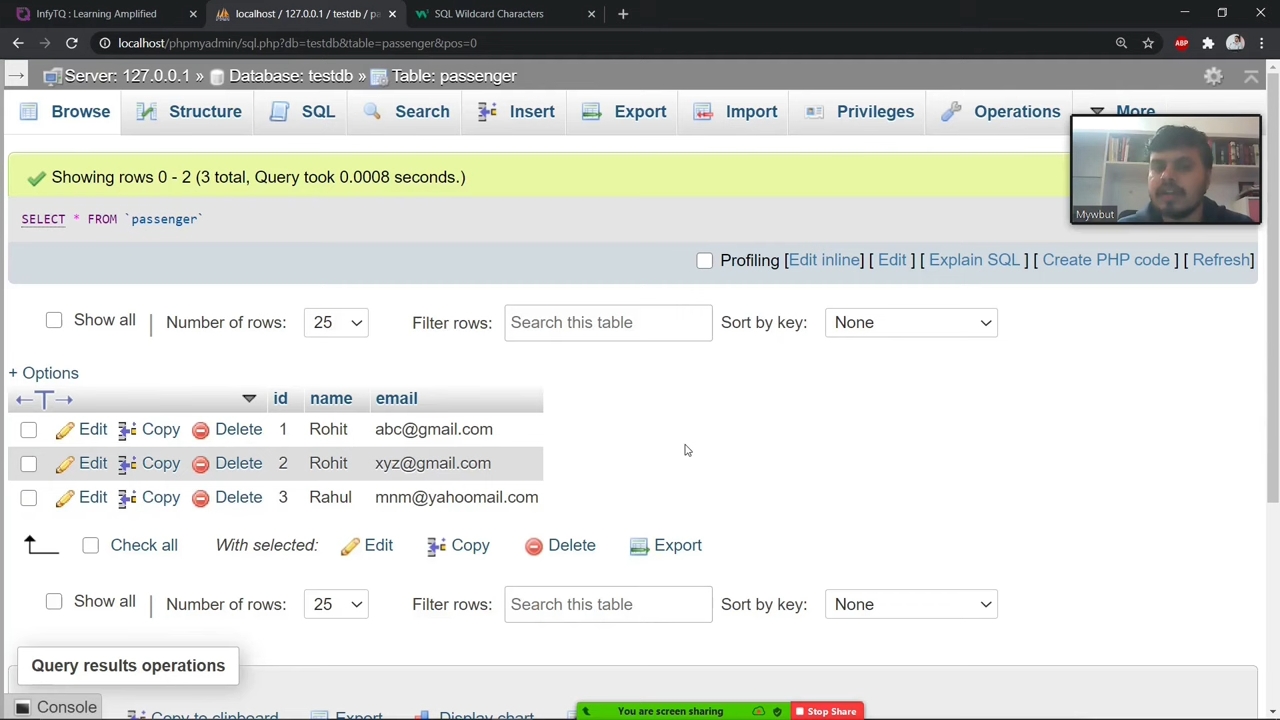 InfyTQ : Learning Amplified
localhost / 127.0.0.1 / testdb / pa
SQL Wildcard Characters
localhost/phpmyadmin/sql.php?db=testdb&table=passenger&pos=0
ABP
Server: 127.0.0.1 » Database: testdb » Table: passenger
Browse Structure SQL Search Insert Export Import Privileges Operations More
Showing rows 0 - 2 (3 total, Query took 0.0008 seconds.)
Mywbut
SELECT * FROM `passenger`
Profiling [Edit inline] [ Edit ] [ Explain SQL ] [ Create PHP code ] [ Refresh]
Show all Number of rows: 25 Filter rows: Search this table Sort by key: None
+ Options
←T→ id name email
Edit Copy Delete 1 Rohit abc@gmail.com
Edit Copy Delete 2 Rohit xyz@gmail.com
Edit Copy Delete 3 Rahul mnm@yahoomail.com
Check all With selected: Edit Copy Delete Export
Show all Number of rows: 25 Filter rows: Search this table Sort by key: None
Query results operations
Console
Copy to clipboard Export Display chart
You are screen sharing Stop Share